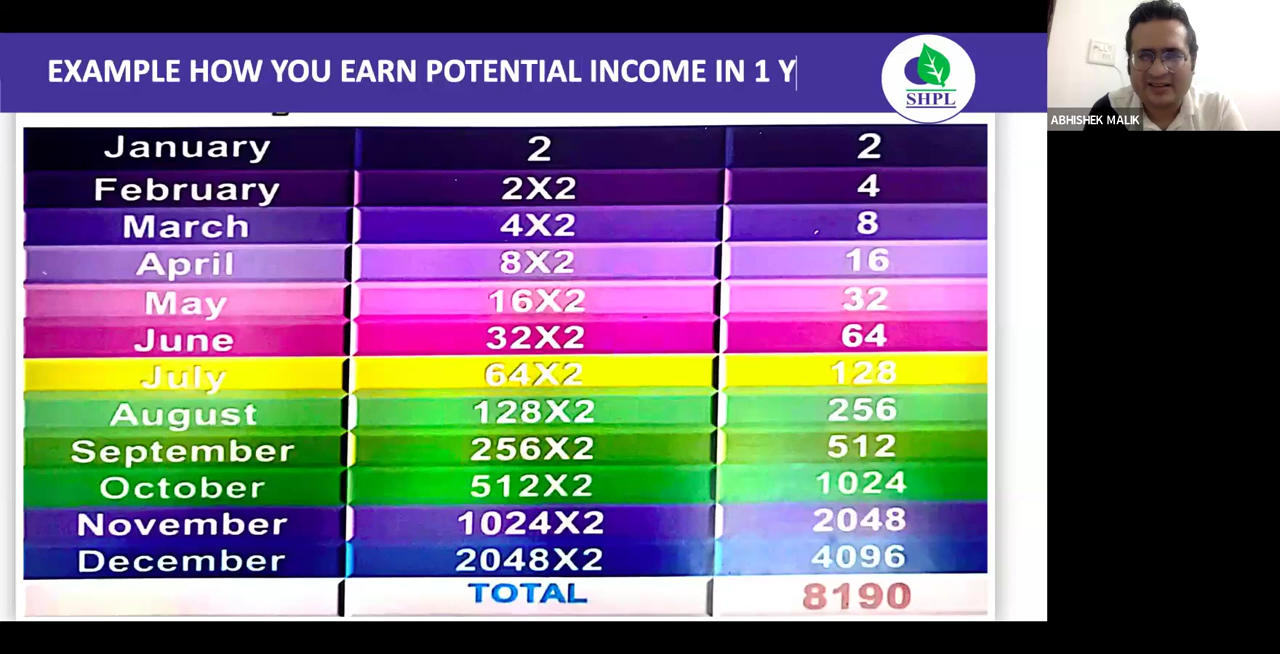 EXAMPLE HOW YOU EARN POTENTIAL INCOME IN 1 Y
SHPL
ABHISHEK MALIK
January 2 2
February 2X2 4
March 4X2 8
April 8X2 16
May 16X2 32
June 32X2 64
July 64X2 128
August 128X2 256
September 256X2 512
October 512X2 1024
November 1024X2 2048
December 2048X2 4096
TOTAL 8190